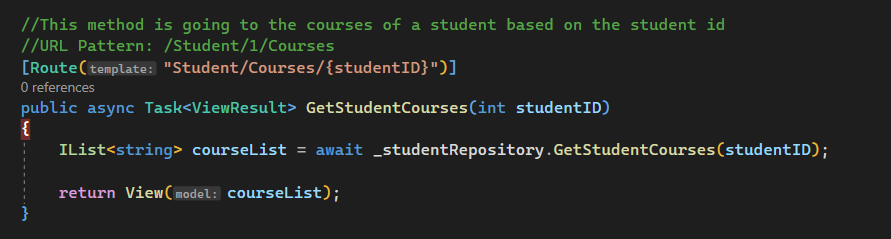 //This method is going to the courses of a student based on the student id
//URL Pattern: /Student/1/Courses
[Route(template: "Student/Courses/{studentID}")]
0 references
public async Task<ViewResult> GetStudentCourses(int studentID)
{
    IList<string> courseList = await _studentRepository.GetStudentCourses(studentID);
    return View(model: courseList);
}